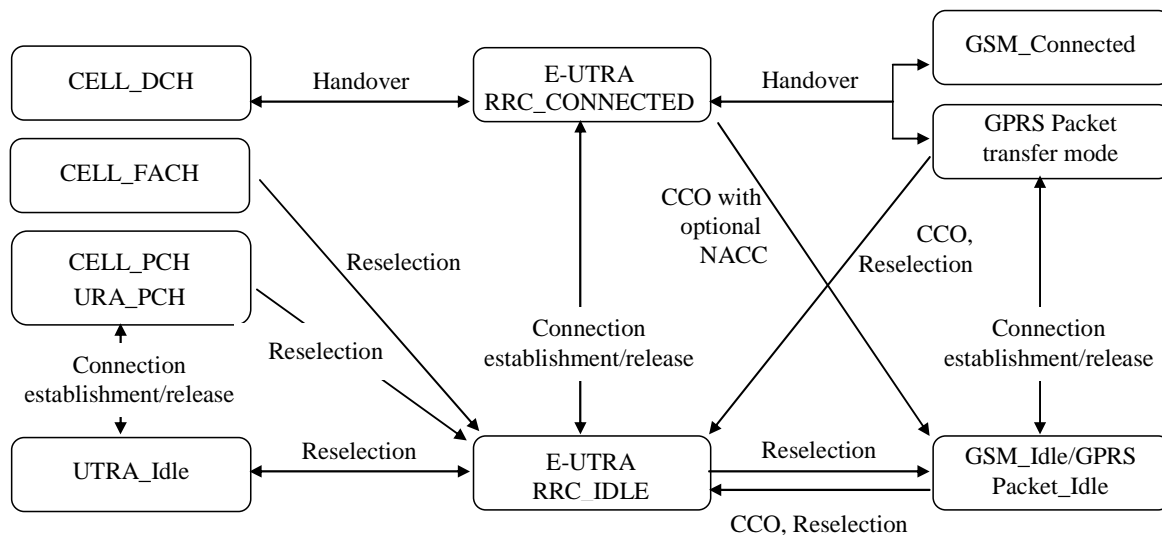 GSM_Connected
CELL_DCH
Handover
E-UTRA
RRC_CONNECTED
Handover
GPRS Packet
transfer mode
CELL_FACH
CCO with
optional
NACC
CCO,
Reselection
CELL_PCH
URA_PCH
Reselection
Reselection
Connection
establishment/release
Connection
establishment/release
Connection
establishment/release
UTRA_Idle
Reselection
E-UTRA
RRC_IDLE
Reselection
GSM_Idle/GPRS
Packet_Idle
CCO, Reselection